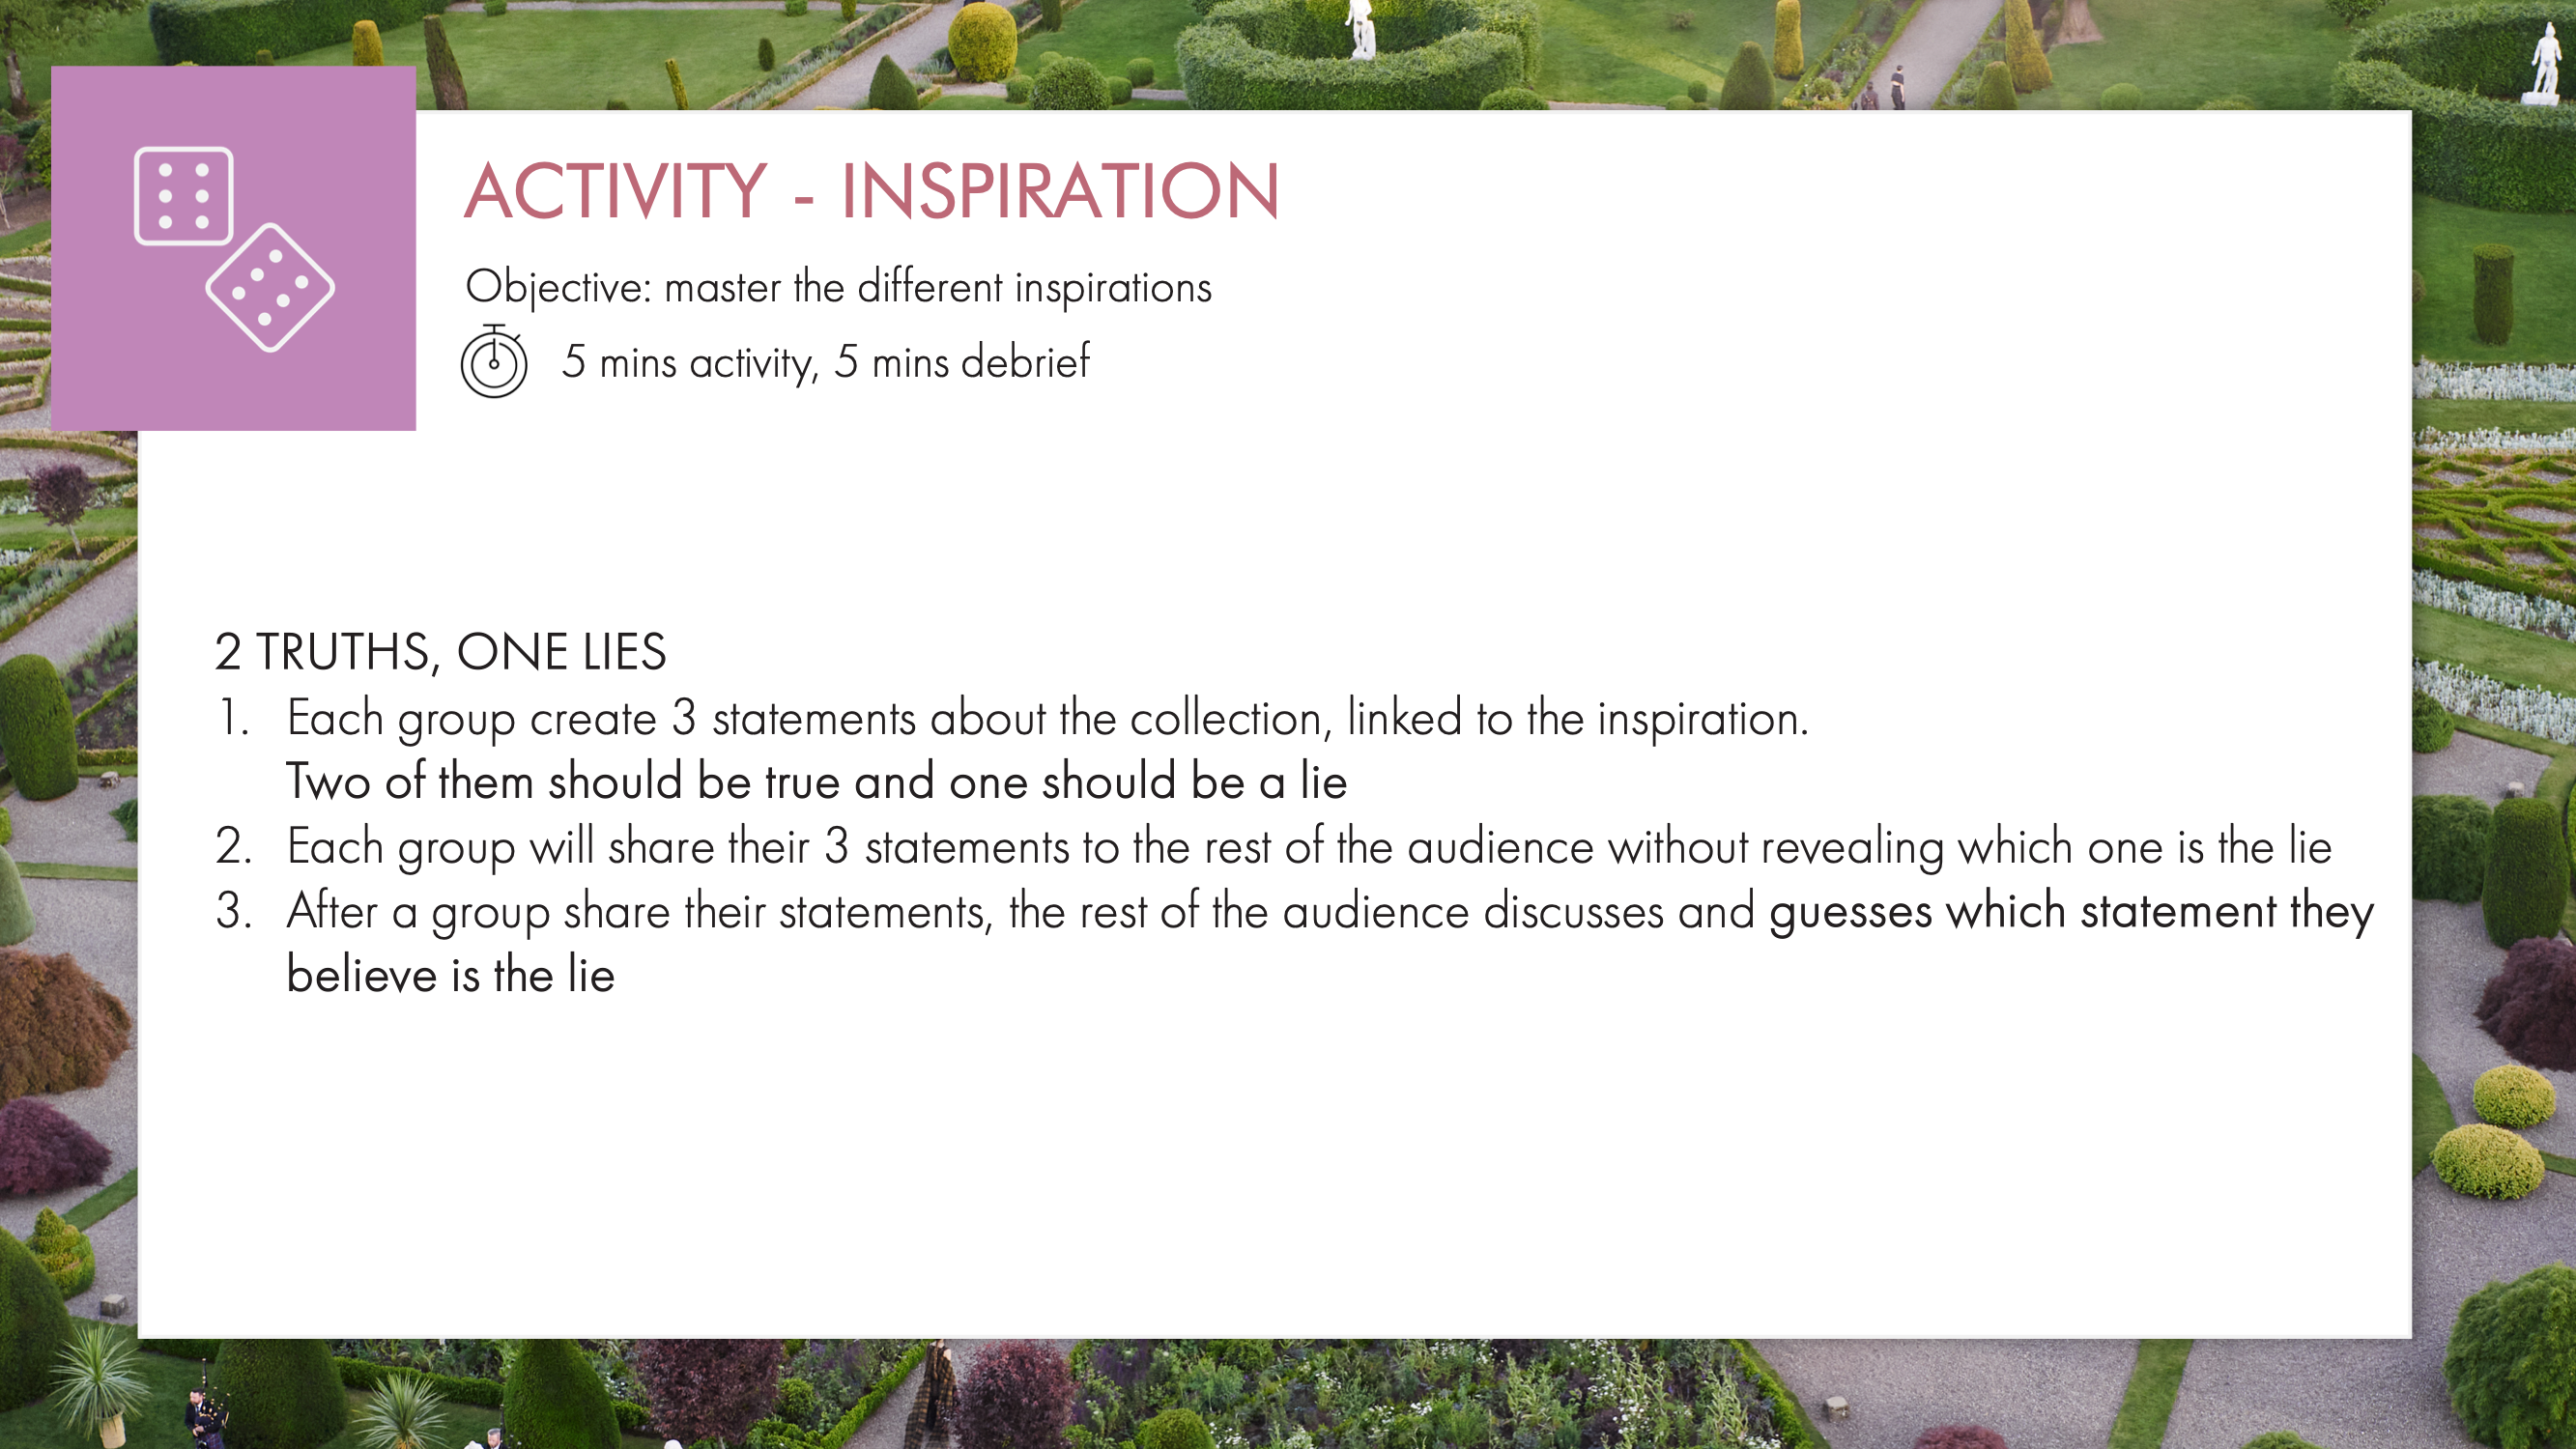 ACTIVITY - INSPIRATION
Objective: master the different inspirations
5 mins activity, 5 mins debrief
2 TRUTHS, ONE LIES
1. Each group create 3 statements about the collection, linked to the inspiration.
Two of them should be true and one should be a lie
2. Each group will share their 3 statements to the rest of the audience without revealing which one is the lie
3. After a group share their statements, the rest of the audience discusses and guesses which statement they
believe is the lie